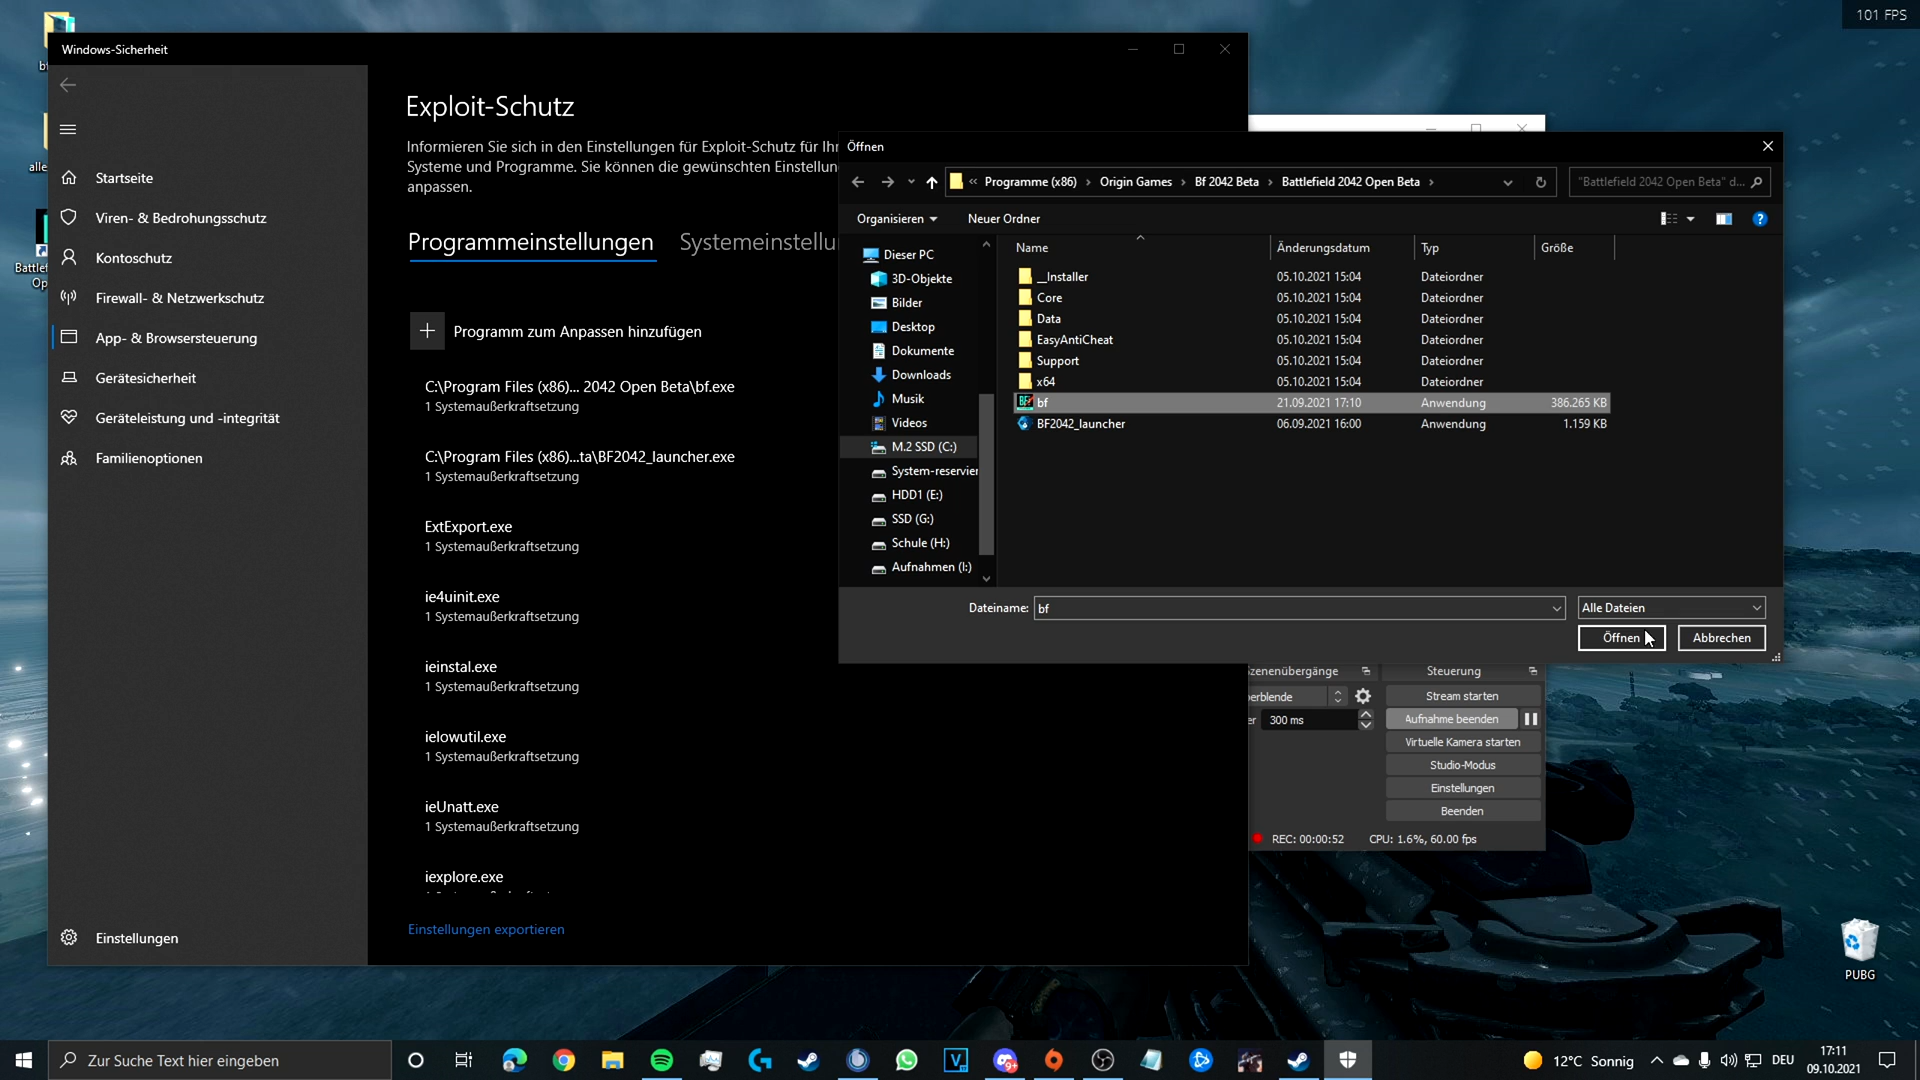 101 FPS
Windows-Sicherheit
Startseite
Viren- & Bedrohungsschutz
Kontoschutz
Firewall- & Netzwerkschutz
App- & Browsersteuerung
Gerätesicherheit
Geräteleistung und -integrität
Familienoptionen
Einstellungen
Exploit-Schutz
Informieren Sie sich in den Einstellungen für Exploit-Schutz für Ihr
Systeme und Programme. Sie können die gewünschten Einstellun
anpassen.
Programmeinstellungen Systemeinstellu
Programm zum Anpassen hinzufügen
C:\Program Files (x86)... 2042 Open Beta\bf.exe
1 Systemaußerkraftsetzung
C:\Program Files (x86)...ta\BF2042_launcher.exe
1 Systemaußerkraftsetzung
ExtExport.exe
1 Systemaußerkraftsetzung
ie4uinit.exe
1 Systemaußerkraftsetzung
ieinstal.exe
1 Systemaußerkraftsetzung
ielowutil.exe
1 Systemaußerkraftsetzung
ieUnatt.exe
1 Systemaußerkraftsetzung
iexplore.exe
Einstellungen exportieren
Öffnen
« Programme (x86) › Origin Games › Bf 2042 Beta › Battlefield 2042 Open Beta ›
"Battlefield 2042 Open Beta" d...
Organisieren Neuer Ordner
Dieser PC
3D-Objekte
Bilder
Desktop
Dokumente
Downloads
Musik
Videos
M.2 SSD (C:)
System-reservier
HDD1 (E:)
SSD (G:)
Schule (H:)
Aufnahmen (I:)
Name Änderungsdatum Typ Größe
__Installer 05.10.2021 15:04 Dateiordner
Core 05.10.2021 15:04 Dateiordner
Data 05.10.2021 15:04 Dateiordner
EasyAntiCheat 05.10.2021 15:04 Dateiordner
Support 05.10.2021 15:04 Dateiordner
x64 05.10.2021 15:04 Dateiordner
bf 21.09.2021 17:10 Anwendung 386.265 KB
BF2042_launcher 06.09.2021 16:00 Anwendung 1.159 KB
Dateiname: bf
Alle Dateien
Öffnen Abbrechen
zenenübergänge Steuerung
erblende
er 300 ms
Stream starten
Aufnahme beenden
Virtuelle Kamera starten
Studio-Modus
Einstellungen
Beenden
REC: 00:00:52 CPU: 1.6%, 60.00 fps
alle
Battlef
Op
PUBG
Zur Suche Text hier eingeben
12°C Sonnig
DEU
17:11
09.10.2021